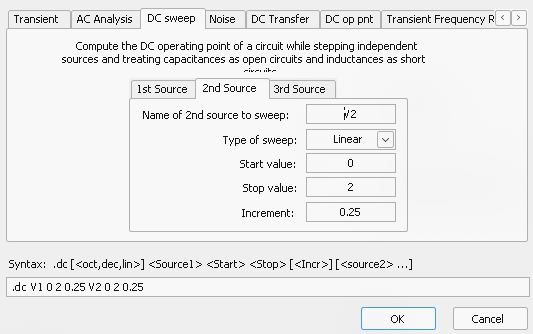 Transient AC Analysis DC sweep Noise DC Transfer DC op pnt Transient Frequency R
Compute the DC operating point of a circuit while stepping independent
sources and treating capacitances as open circuits and inductances as short
circuits.
1st Source 2nd Source 3rd Source
Name of 2nd source to sweep: V2
Type of sweep: Linear
Start value: 0
Stop value: 2
Increment: 0.25
Syntax: .dc [<oct,dec,lin>] <Source1> <Start> <Stop> [<Incr>] [<source2> ...]
.dc V1 0 2 0.25 V2 0 2 0.25
OK Cancel